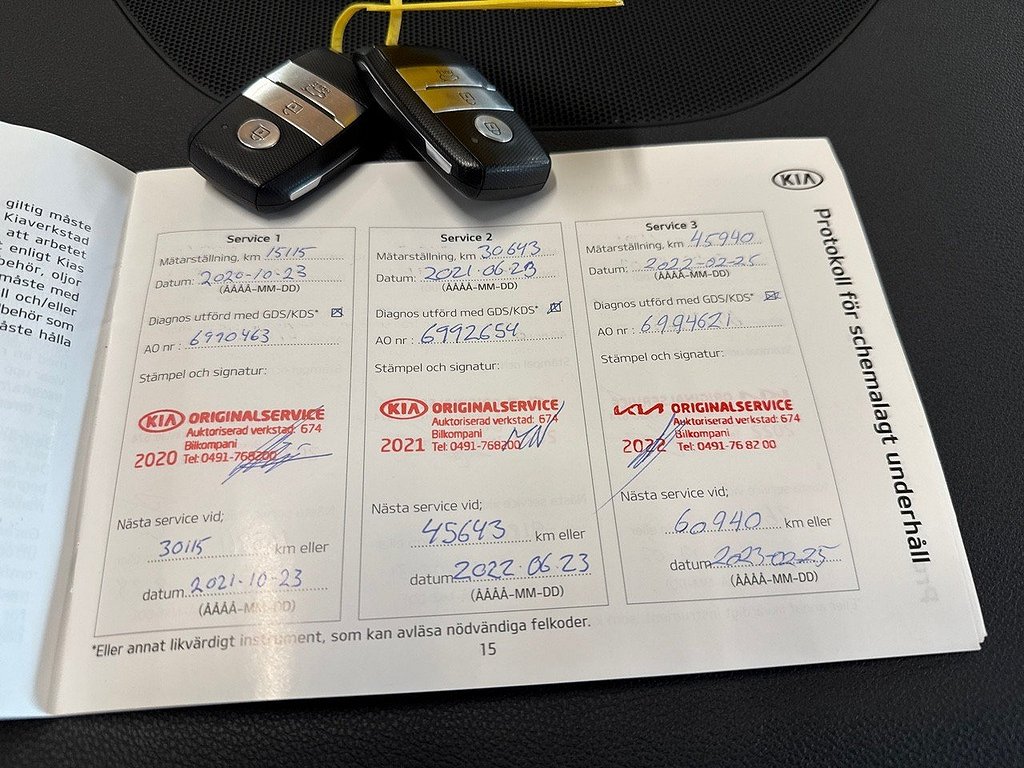 giltig måste
Kiaverkstad
att arbetet
enligt Kias
behör, oljor
måste med
ll och/eller
lbehör som
åste hålla
KIA
Protokoll för schemalagt underhåll
Service 1
Mätarställning, km 15115
Datum: 2020-10-23
(ÅÅÅÅ-MM-DD)
Diagnos utförd med GDS/KDS*
AO nr : 6990463
Stämpel och signatur:
KIA ORIGINALSERVICE
Auktoriserad verkstad: 674
Bilkompani
2020 Tel: 0491-768200
Nästa service vid;
30115 km eller
datum 2021-10-23
(ÅÅÅÅ-MM-DD)
Service 2
Mätarställning, km 30643
Datum: 2021-06-23
(ÅÅÅÅ-MM-DD)
Diagnos utförd med GDS/KDS*
AO nr : 6992654
Stämpel och signatur:
KIA ORIGINALSERVICE
Auktoriserad verkstad: 674
Bilkompani
2021 Tel: 0491-768200
Nästa service vid;
45643 km eller
datum 2022-06-23
(ÅÅÅÅ-MM-DD)
Service 3
Mätarställning, km 45940
Datum: 2022-02-25
(ÅÅÅÅ-MM-DD)
Diagnos utförd med GDS/KDS*
AO nr : 6994621
Stämpel och signatur:
KIA ORIGINALSERVICE
Auktoriserad verkstad: 674
Bilkompani
2022 Tel: 0491-76 82 00
Nästa service vid;
60940 km eller
datum 2023-02-25
(ÅÅÅÅ-MM-DD)
*Eller annat likvärdigt instrument, som kan avläsa nödvändiga felkoder.
15